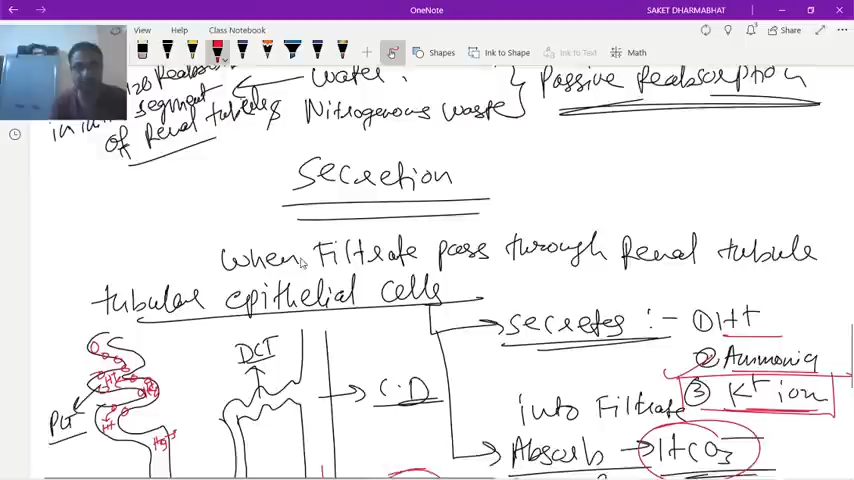 OneNote
SAKET DHARMABHAT
View Help Class Notebook
Share
Shapes Ink to Shape Ink to Text Math
Water.
segment
of Renal tubules Nitrogenous waste
Passive Reabsorption
Secretion
when Filtrate pass through Renal tubule
tubular epithelial cells
secretes :- ① H+
② Ammonia
③ K+ ion
into Filtrate
Absorb → HCO3
DCT
C.D
PCT
H+